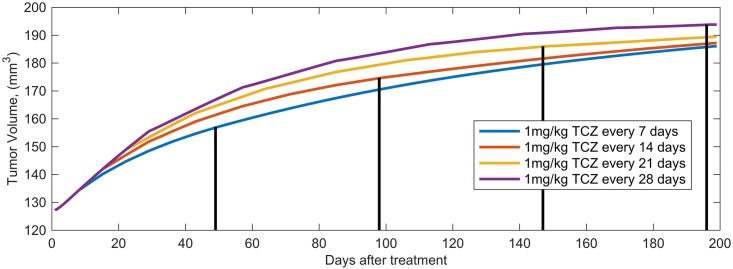 200
190
180
170
160
150
140
130
120
Tumor Volume, (mm³)
0 20 40 60 80 100 120 140 160 180 200
Days after treatment
1mg/kg TCZ every 7 days
1mg/kg TCZ every 14 days
1mg/kg TCZ every 21 days
1mg/kg TCZ every 28 days